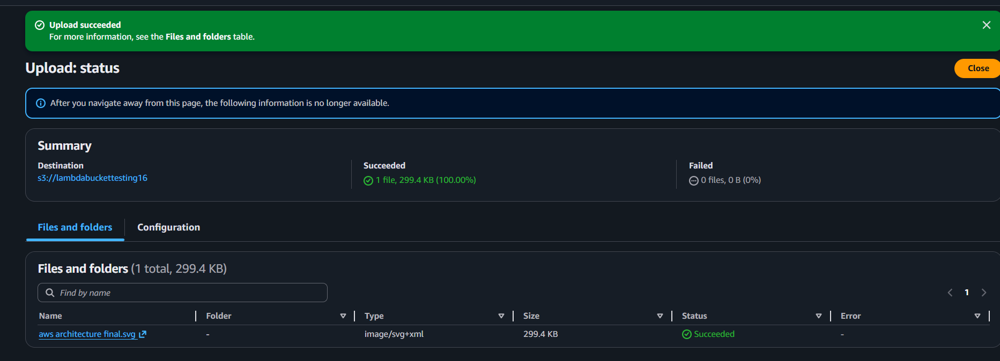 Upload succeeded
For more information, see the Files and folders table.
Upload: status
Close
After you navigate away from this page, the following information is no longer available.
Summary
Destination
s3://lambdabuckettesting16
Succeeded
1 file, 299.4 KB (100.00%)
Failed
0 files, 0 B (0%)
Files and folders
Configuration
Files and folders (1 total, 299.4 KB)
Find by name
1
Name Folder Type Size Status Error
aws architecture final.svg - image/svg+xml 299.4 KB Succeeded -